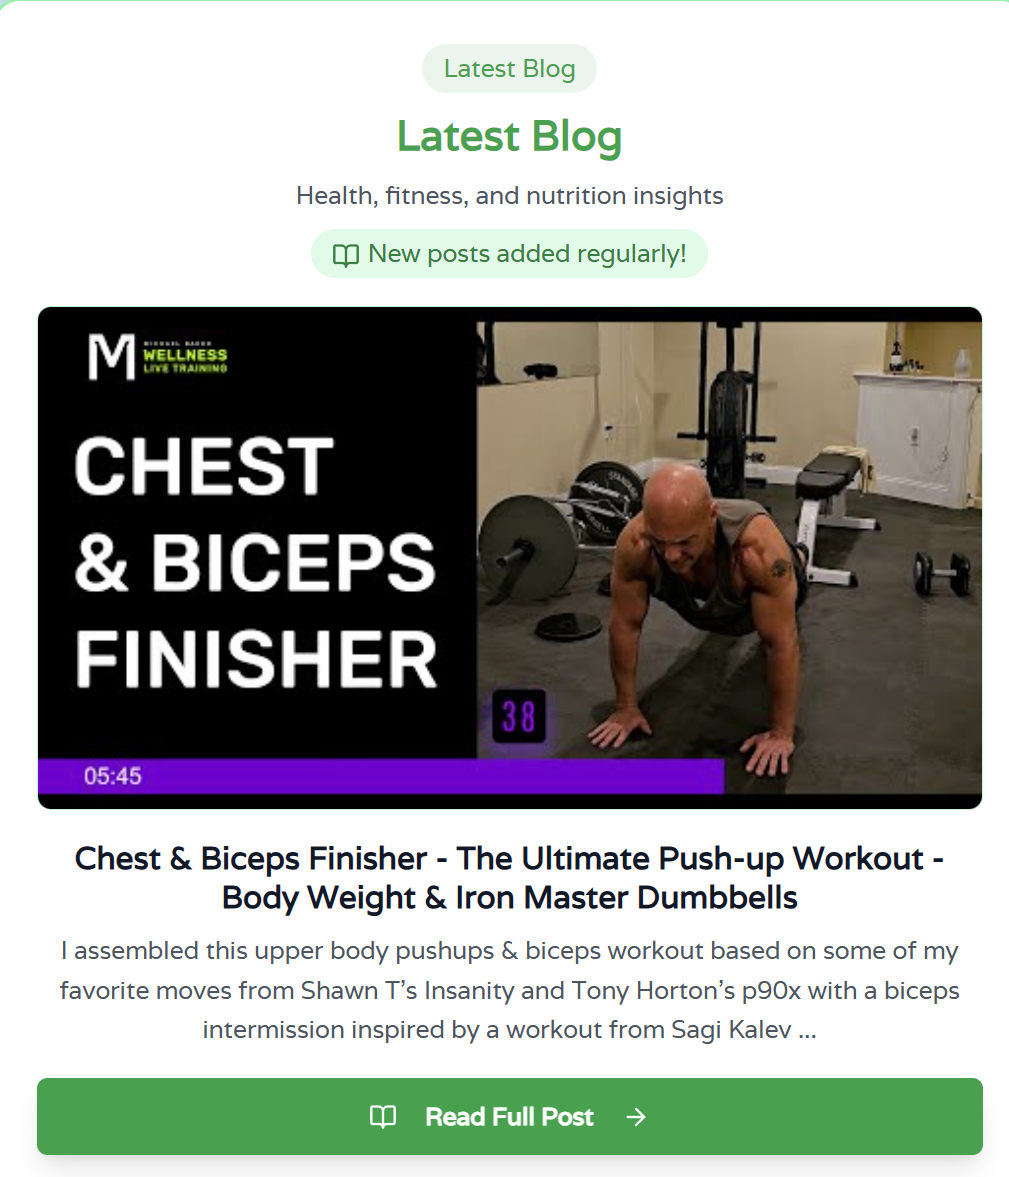 Latest Blog
Latest Blog
Health, fitness, and nutrition insights
New posts added regularly!
M
MICHAEL BAKER
WELLNESS
LIVE TRAINING
CHEST
& BICEPS
FINISHER
38
05:45
Chest & Biceps Finisher - The Ultimate Push-up Workout -
Body Weight & Iron Master Dumbbells
I assembled this upper body pushups & biceps workout based on some of my
favorite moves from Shawn T’s Insanity and Tony Horton’s p90x with a biceps
intermission inspired by a workout from Sagi Kalev ...
Read Full Post